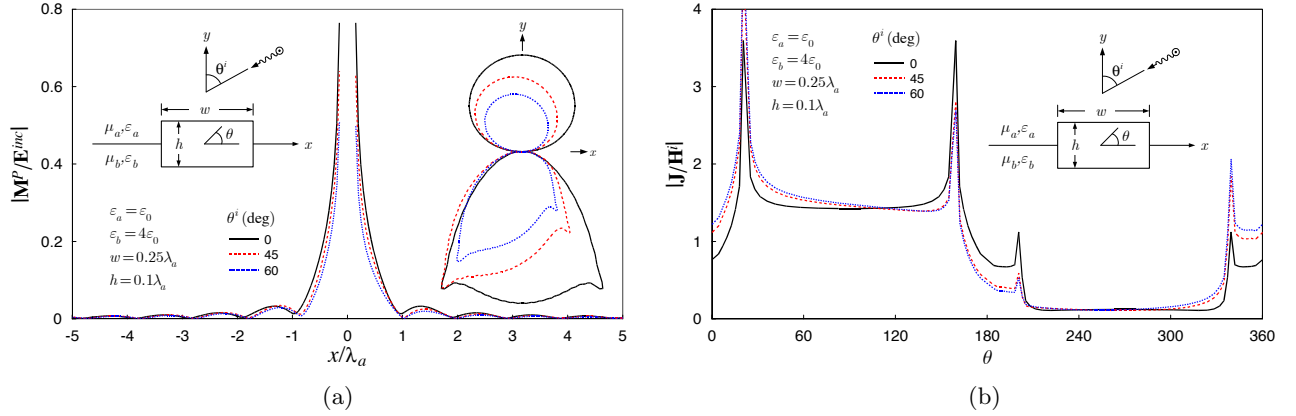 0.8
0.6
0.4
0.2
0
|M^P/E^inc|
-5 -4 -3 -2 -1 0 1 2 3 4 5
x/λ_a
y
θ^i
w
h
θ
μ_a,ε_a
μ_b,ε_b
x
ε_a = ε_0
ε_b = 4ε_0
w = 0.25λ_a
h = 0.1λ_a
θ^i (deg)
0
45
60
y
x
(a)
4
3
2
1
0
|J/H^i|
0 60 120 180 240 300 360
θ
ε_a = ε_0
ε_b = 4ε_0
w = 0.25λ_a
h = 0.1λ_a
θ^i (deg)
0
45
60
y
θ^i
w
h
θ
μ_a,ε_a
μ_b,ε_b
x
(b)